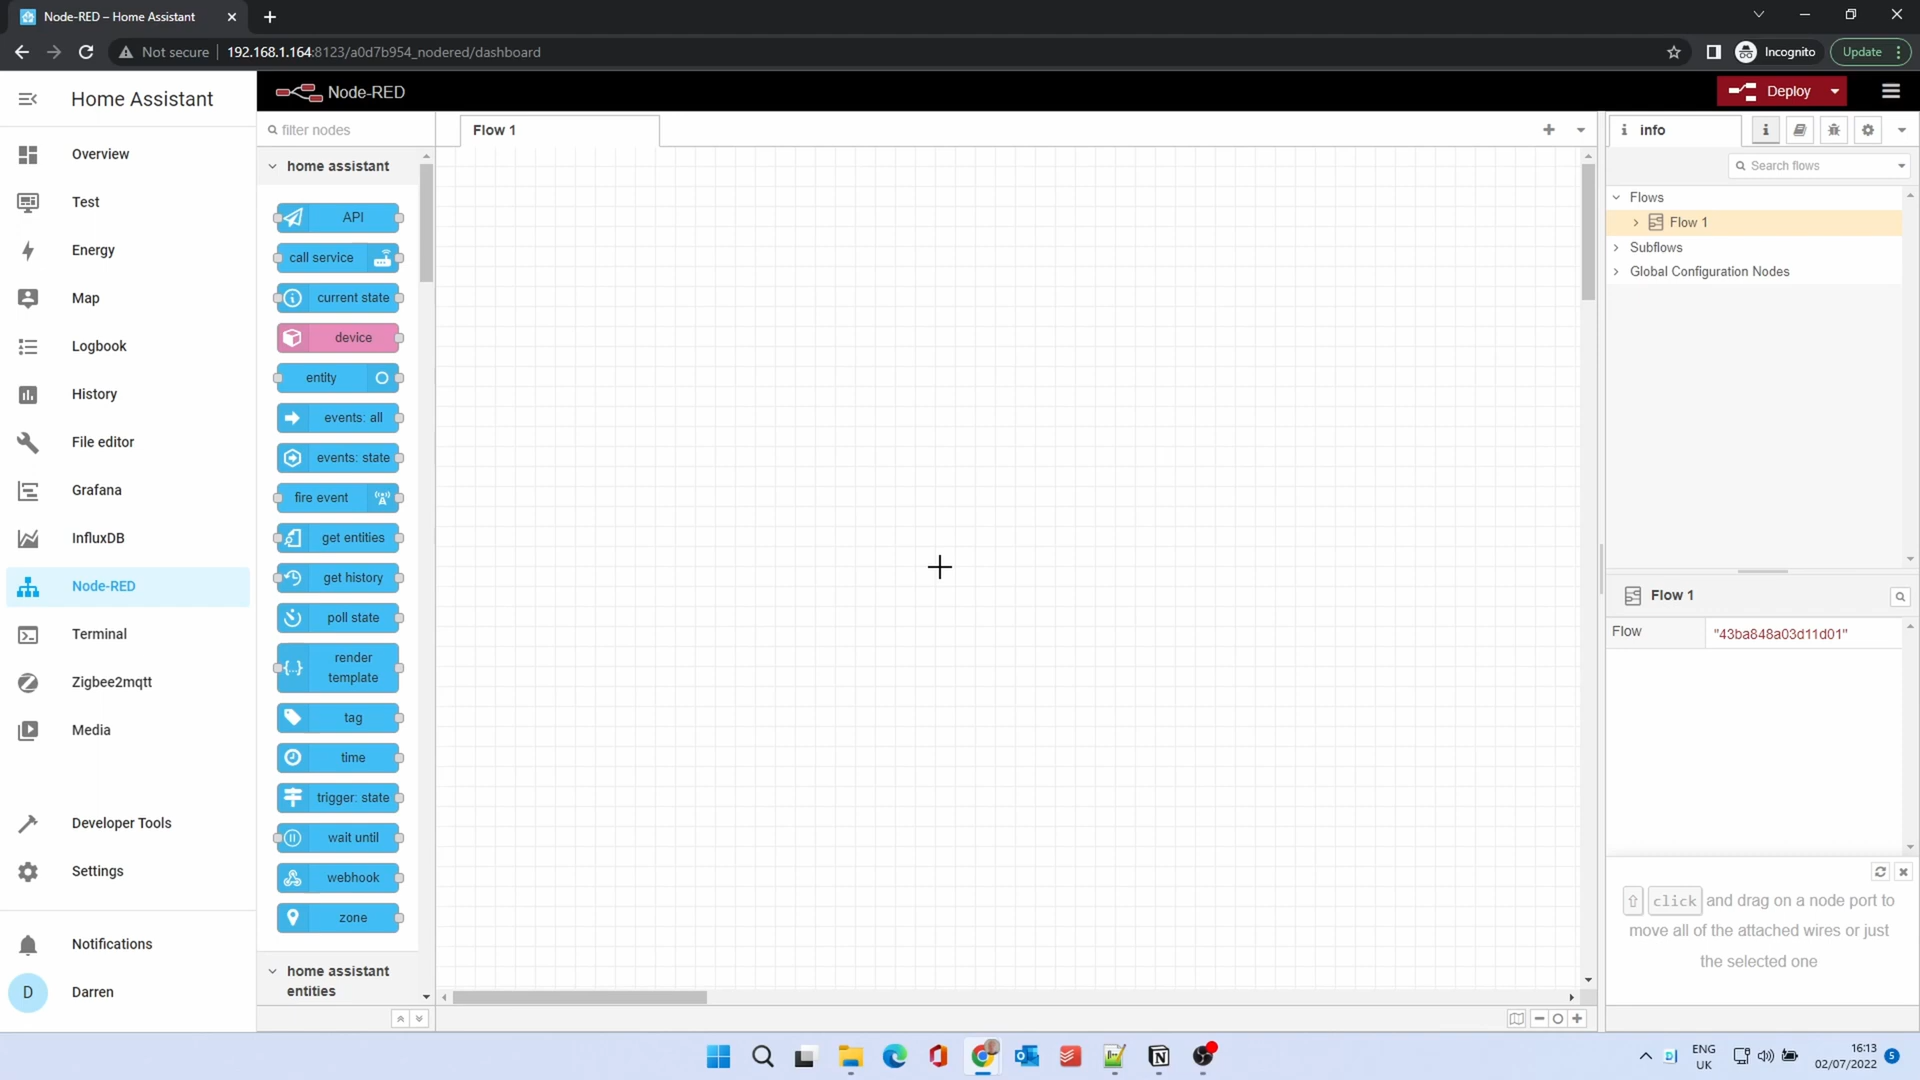 Node-RED – Home Assistant
Not secure
192.168.1.164:8123/a0d7b954_nodered/dashboard
Incognito
Update
Home Assistant
Node-RED
Deploy
Overview
Test
Energy
Map
Logbook
History
File editor
Grafana
InfluxDB
Node-RED
Terminal
Zigbee2mqtt
Media
Developer Tools
Settings
Notifications
D
Darren
filter nodes
home assistant
API
call service
current state
device
entity
events: all
events: state
fire event
get entities
get history
poll state
render
template
tag
time
trigger: state
wait until
webhook
zone
home assistant
entities
Flow 1
info
Search flows
Flows
Flow 1
Subflows
Global Configuration Nodes
Flow 1
Flow
"43ba848a03d11d01"
click and drag on a node port to
move all of the attached wires or just
the selected one
ENG
UK
16:13
02/07/2022
5